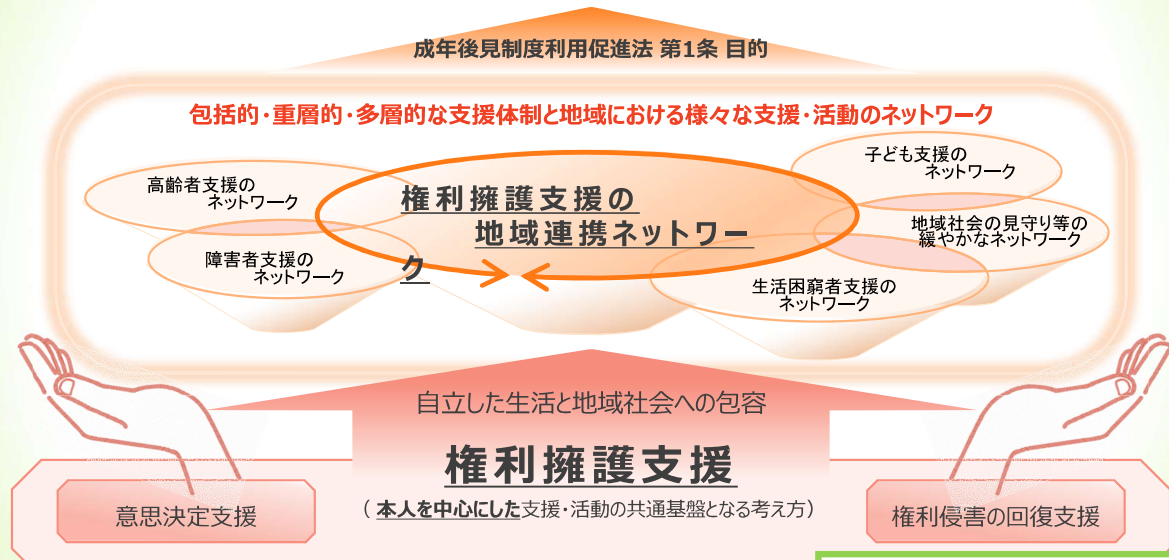 成年後見制度利用促進法 第1条 目的
包括的･重層的･多層的な支援体制と地域における様々な支援･活動のネットワーク
高齢者支援の
ネットワーク
障害者支援の
ネットワーク
権利擁護支援の
地域連携ネットワー
ク
子ども支援の
ネットワーク
地域社会の見守り等の
緩やかなネットワーク
生活困窮者支援の
ネットワーク
自立した生活と地域社会への包容
権利擁護支援
（ 本人を中心にした支援･活動の共通基盤となる考え方）
意思決定支援
権利侵害の回復支援